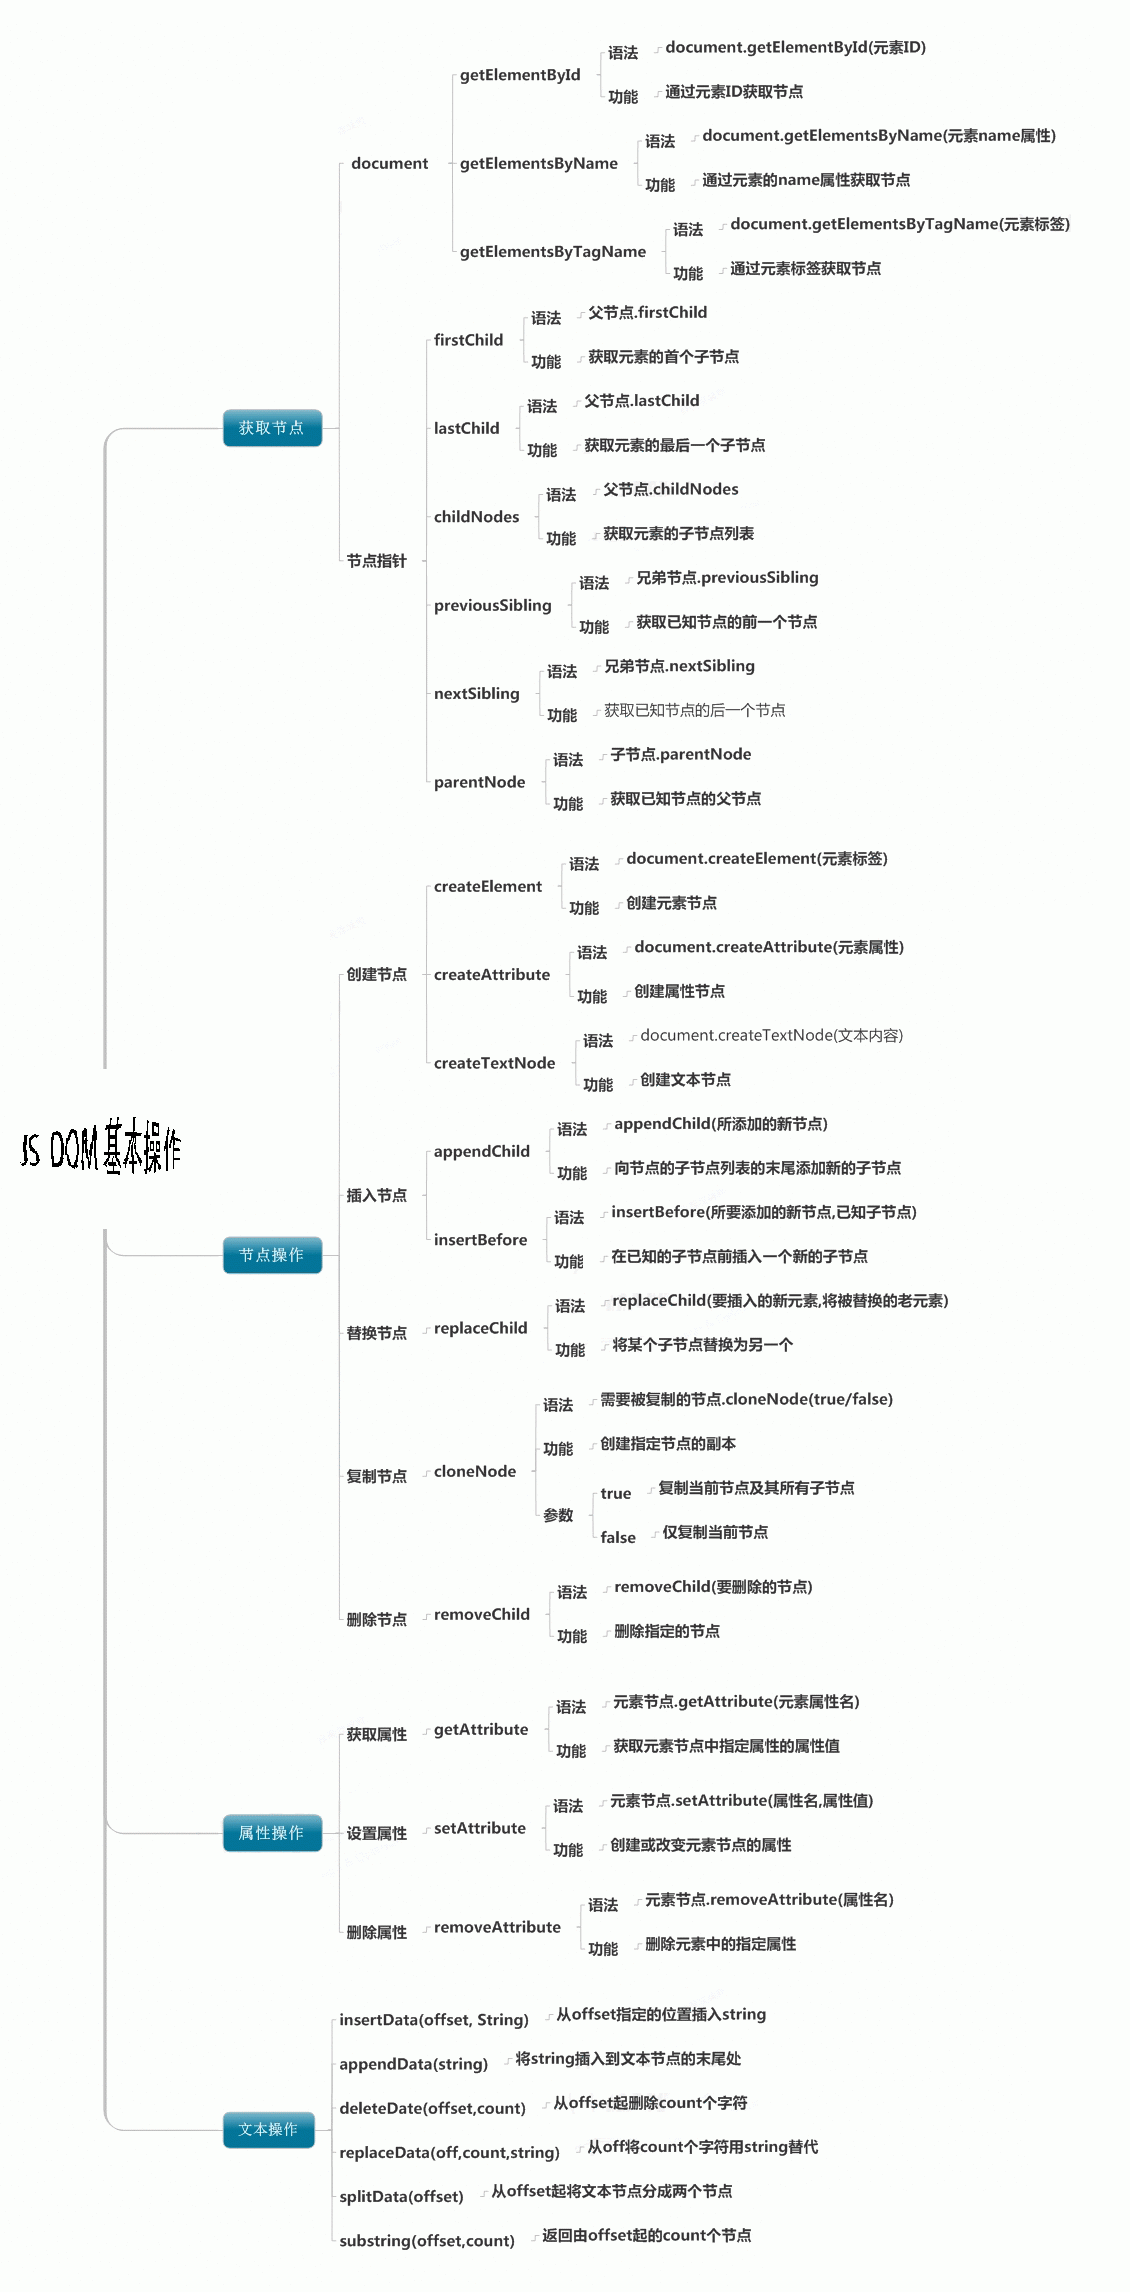 JS DOM 基本操作
获取节点
document
getElementById
语法
document.getElementById(元素ID)
功能
通过元素ID获取节点
getElementsByName
语法
document.getElementsByName(元素name属性)
功能
通过元素的name属性获取节点
getElementsByTagName
语法
document.getElementsByTagName(元素标签)
功能
通过元素标签获取节点
节点指针
firstChild
语法
父节点.firstChild
功能
获取元素的首个子节点
lastChild
语法
父节点.lastChild
功能
获取元素的最后一个子节点
childNodes
语法
父节点.childNodes
功能
获取元素的子节点列表
previousSibling
语法
兄弟节点.previousSibling
功能
获取已知节点的前一个节点
nextSibling
语法
兄弟节点.nextSibling
功能
获取已知节点的后一个节点
parentNode
语法
子节点.parentNode
功能
获取已知节点的父节点
节点操作
创建节点
createElement
语法
document.createElement(元素标签)
功能
创建元素节点
createAttribute
语法
document.createAttribute(元素属性)
功能
创建属性节点
createTextNode
语法
document.createTextNode(文本内容)
功能
创建文本节点
插入节点
appendChild
语法
appendChild(所添加的新节点)
功能
向节点的子节点列表的末尾添加新的子节点
insertBefore
语法
insertBefore(所要添加的新节点,已知子节点)
功能
在已知的子节点前插入一个新的子节点
替换节点
replaceChild
语法
replaceChild(要插入的新元素,将被替换的老元素)
功能
将某个子节点替换为另一个
复制节点
cloneNode
语法
需要被复制的节点.cloneNode(true/false)
功能
创建指定节点的副本
参数
true
复制当前节点及其所有子节点
false
仅复制当前节点
删除节点
removeChild
语法
removeChild(要删除的节点)
功能
删除指定的节点
属性操作
获取属性
getAttribute
语法
元素节点.getAttribute(元素属性名)
功能
获取元素节点中指定属性的属性值
设置属性
setAttribute
语法
元素节点.setAttribute(属性名,属性值)
功能
创建或改变元素节点的属性
删除属性
removeAttribute
语法
元素节点.removeAttribute(属性名)
功能
删除元素中的指定属性
文本操作
insertData(offset, String)
从offset指定的位置插入string
appendData(string)
将string插入到文本节点的末尾处
deleteDate(offset,count)
从offset起删除count个字符
replaceData(off,count,string)
从off将count个字符用string替代
splitData(offset)
从offset起将文本节点分成两个节点
substring(offset,count)
返回由offset起的count个节点